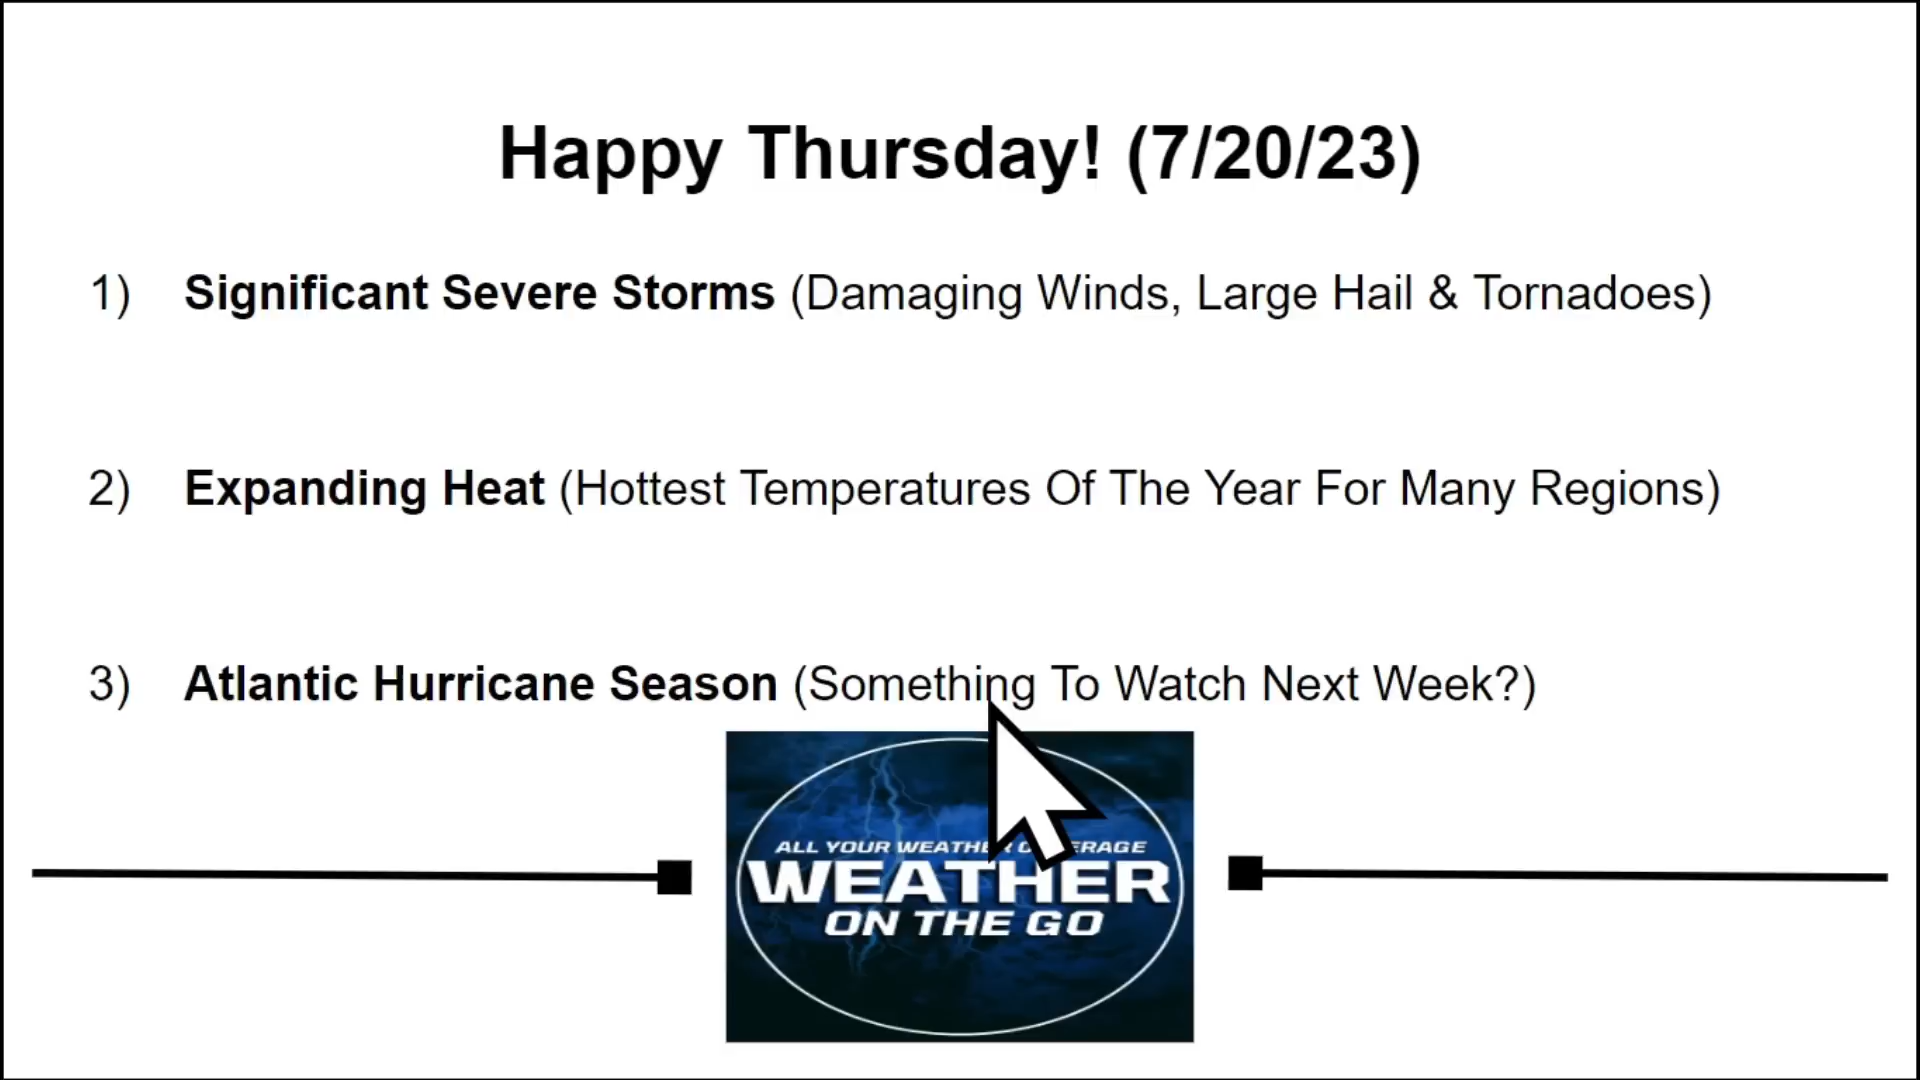 Happy Thursday! (7/20/23)
1) Significant Severe Storms (Damaging Winds, Large Hail & Tornadoes)
2) Expanding Heat (Hottest Temperatures Of The Year For Many Regions)
3) Atlantic Hurricane Season (Something To Watch Next Week?)
ALL YOUR WEATHER COVERAGE
WEATHER
ON THE GO